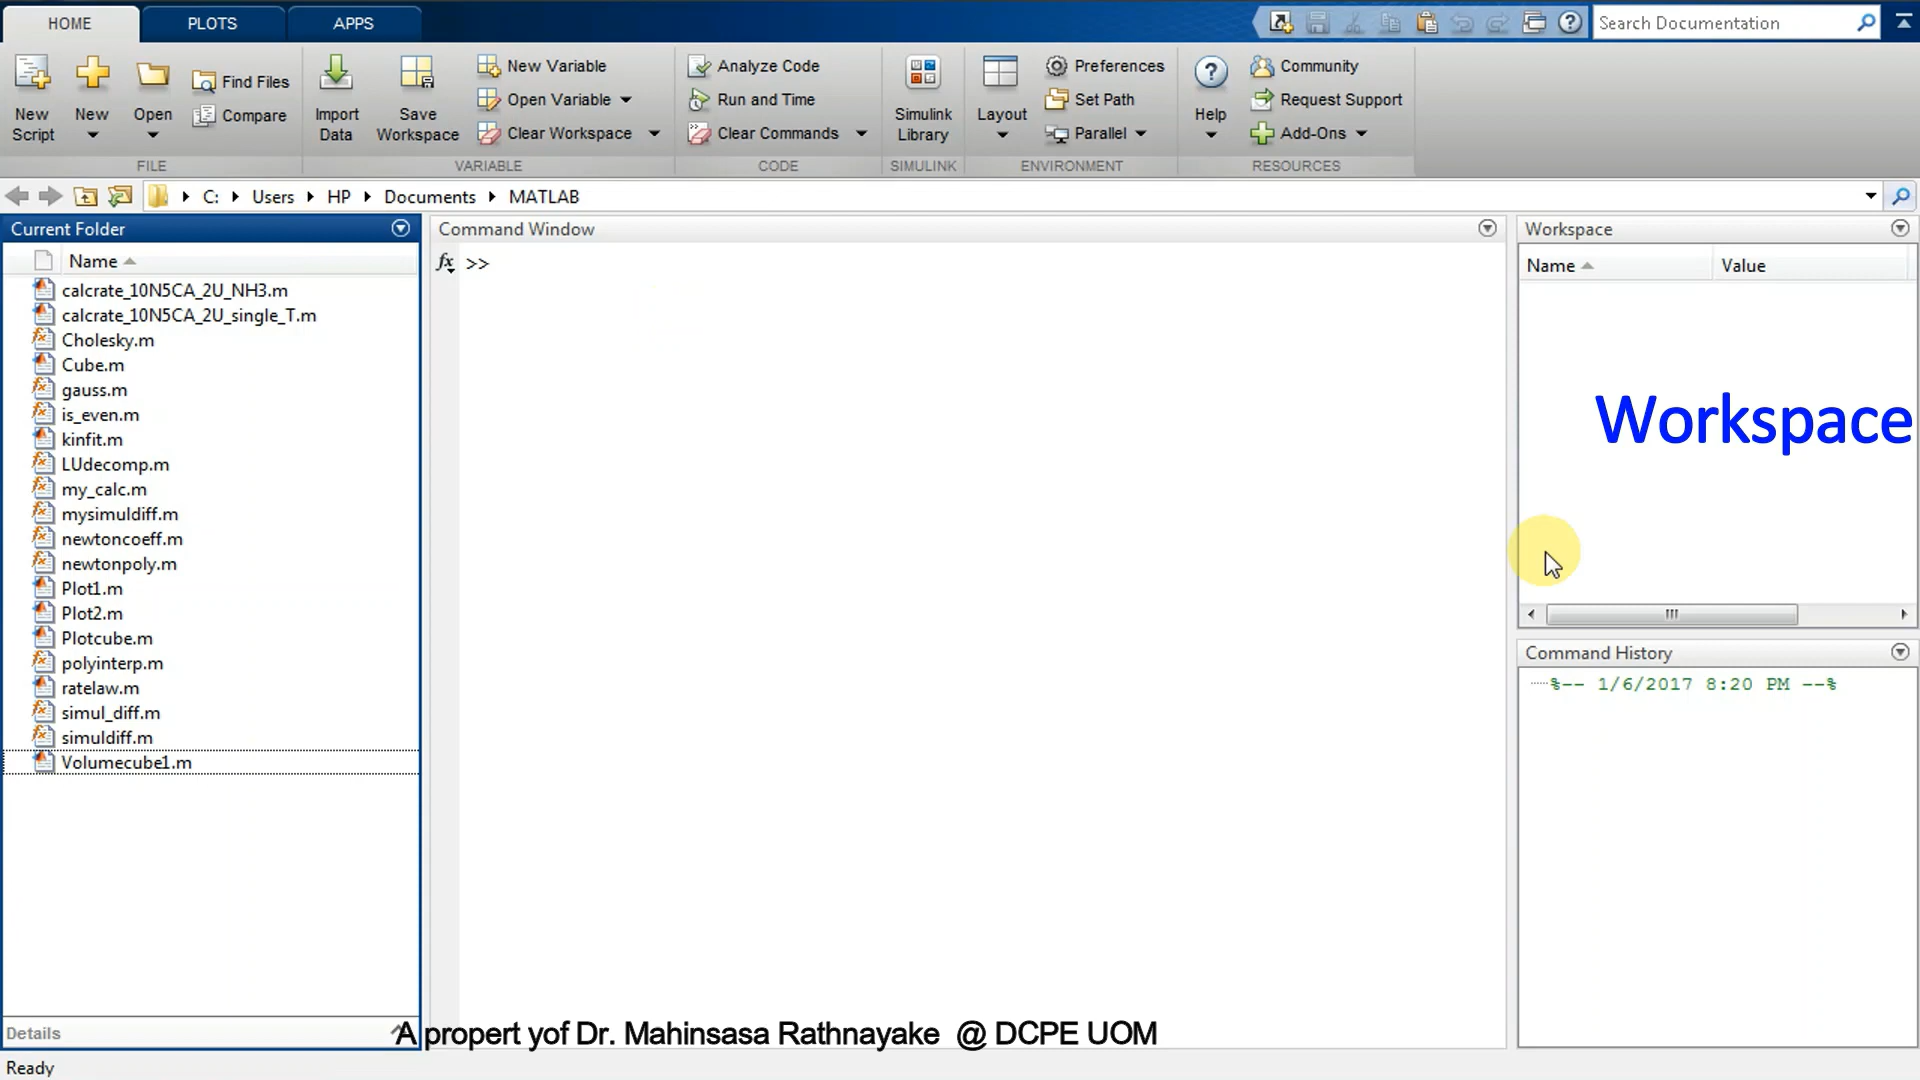 HOME
PLOTS
APPS
Search Documentation
New Script
New
Open
Find Files
Compare
FILE
Import Data
Save Workspace
New Variable
Open Variable
Clear Workspace
VARIABLE
Analyze Code
Run and Time
Clear Commands
CODE
Simulink Library
SIMULINK
Layout
Preferences
Set Path
Parallel
ENVIRONMENT
Help
Community
Request Support
Add-Ons
RESOURCES
C: Users HP Documents MATLAB
Current Folder
Name
calcrate_10N5CA_2U_NH3.m
calcrate_10N5CA_2U_single_T.m
Cholesky.m
Cube.m
gauss.m
is_even.m
kinfit.m
LUdecomp.m
my_calc.m
mysimuldiff.m
newtoncoeff.m
newtonpoly.m
Plot1.m
Plot2.m
Plotcube.m
polyinterp.m
ratelaw.m
simul_diff.m
simuldiff.m
Volumecube1.m
Details
Command Window
fx >>
Workspace
Name Value
Workspace
Command History
%-- 1/6/2017 8:20 PM --%
A propert yof Dr. Mahinsasa Rathnayake @ DCPE UOM
Ready